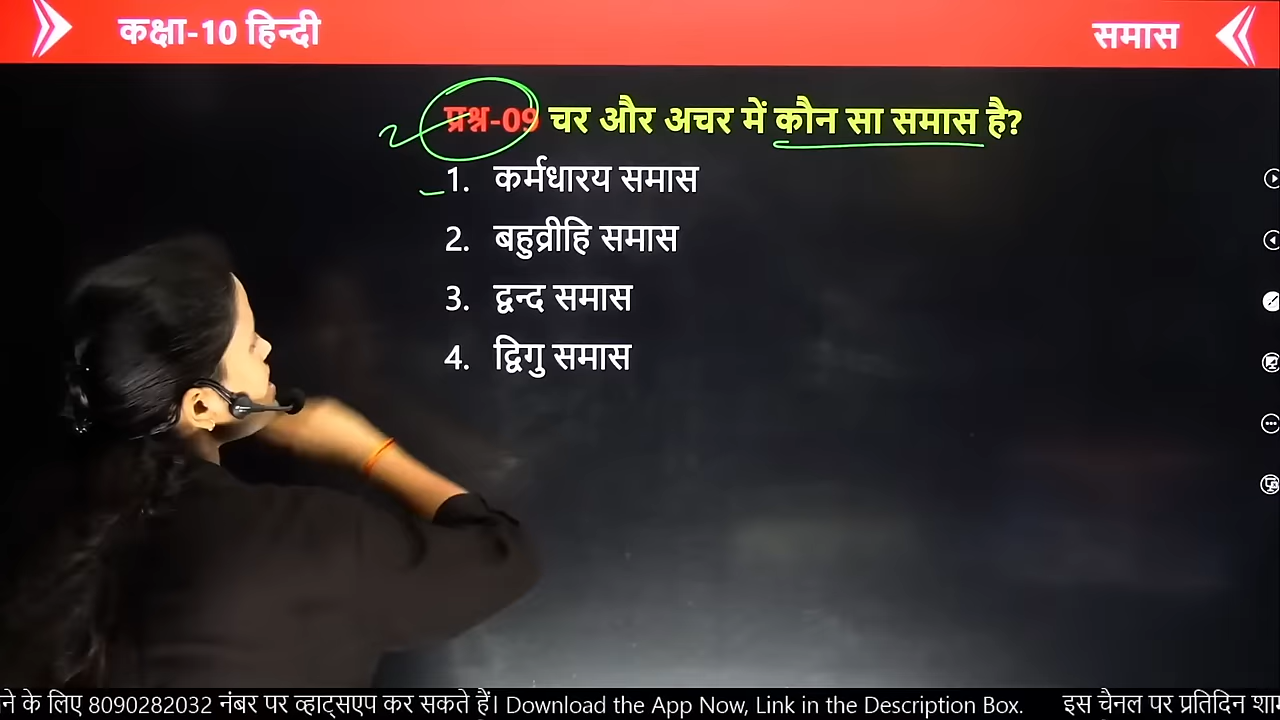 कक्षा-10 हिन्दी
समास
प्रश्न-09 चर और अचर में कौन सा समास है?
1. कर्मधारय समास
2. बहुव्रीहि समास
3. द्वन्द समास
4. द्विगु समास
ने के लिए 8090282032 नंबर पर व्हाट्सएप कर सकते हैं। Download the App Now, Link in the Description Box. इस चैनल पर प्रतिदिन